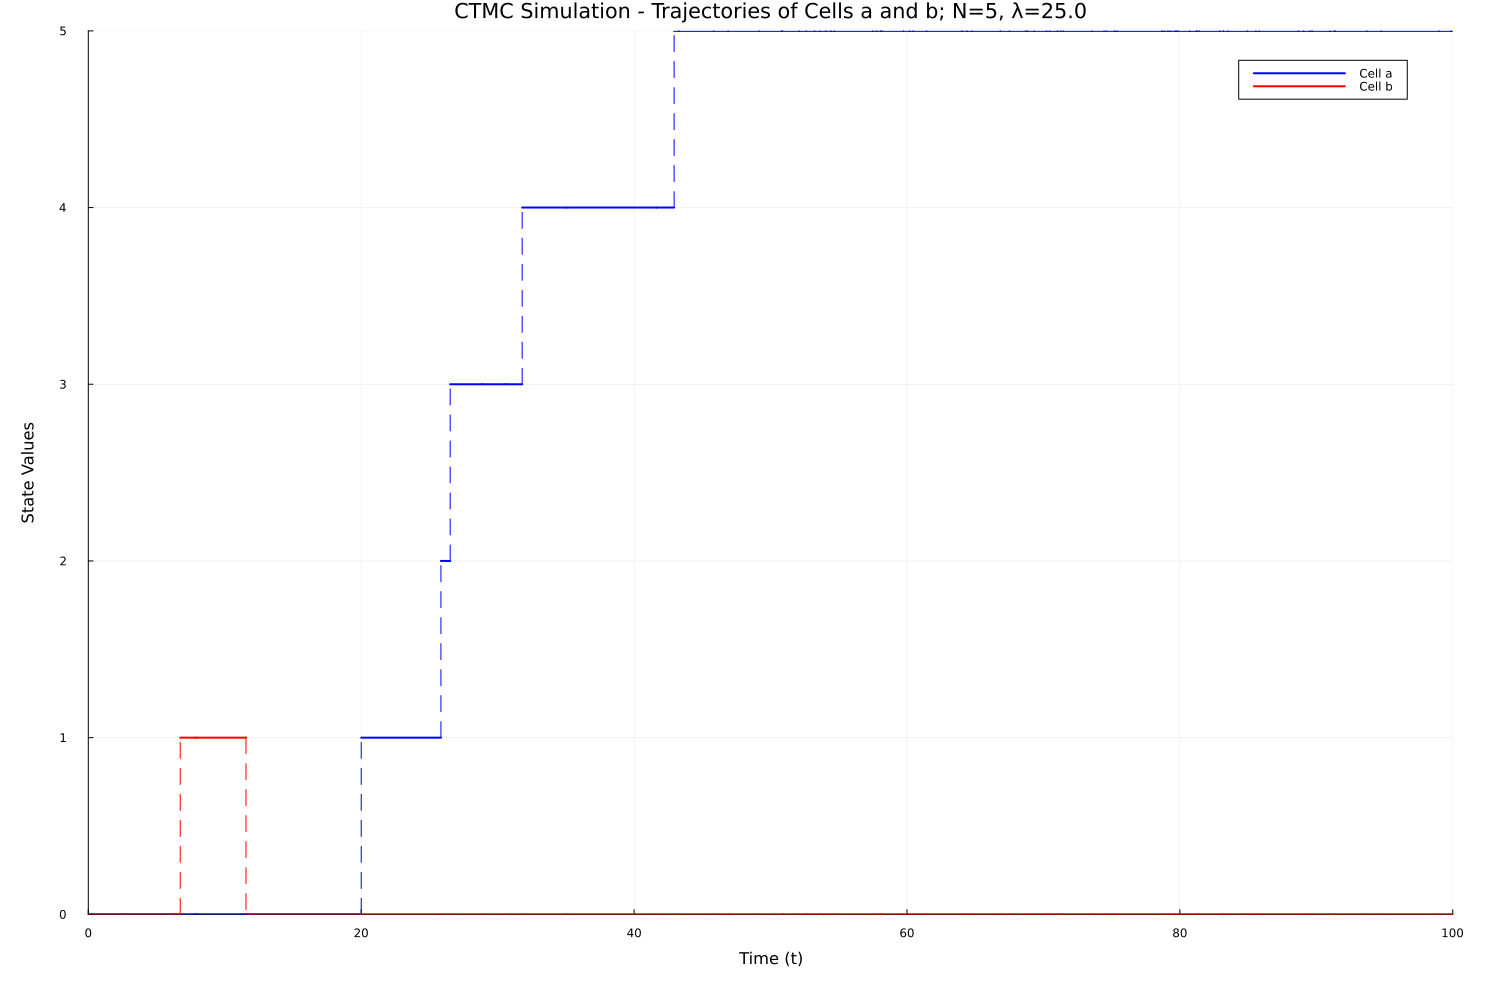 CTMC Simulation - Trajectories of Cells a and b; N=5, λ=25.0
5
Cell a
Cell b
4
3
State Values
2
1
0
0 20 40 60 80 100
Time (t)